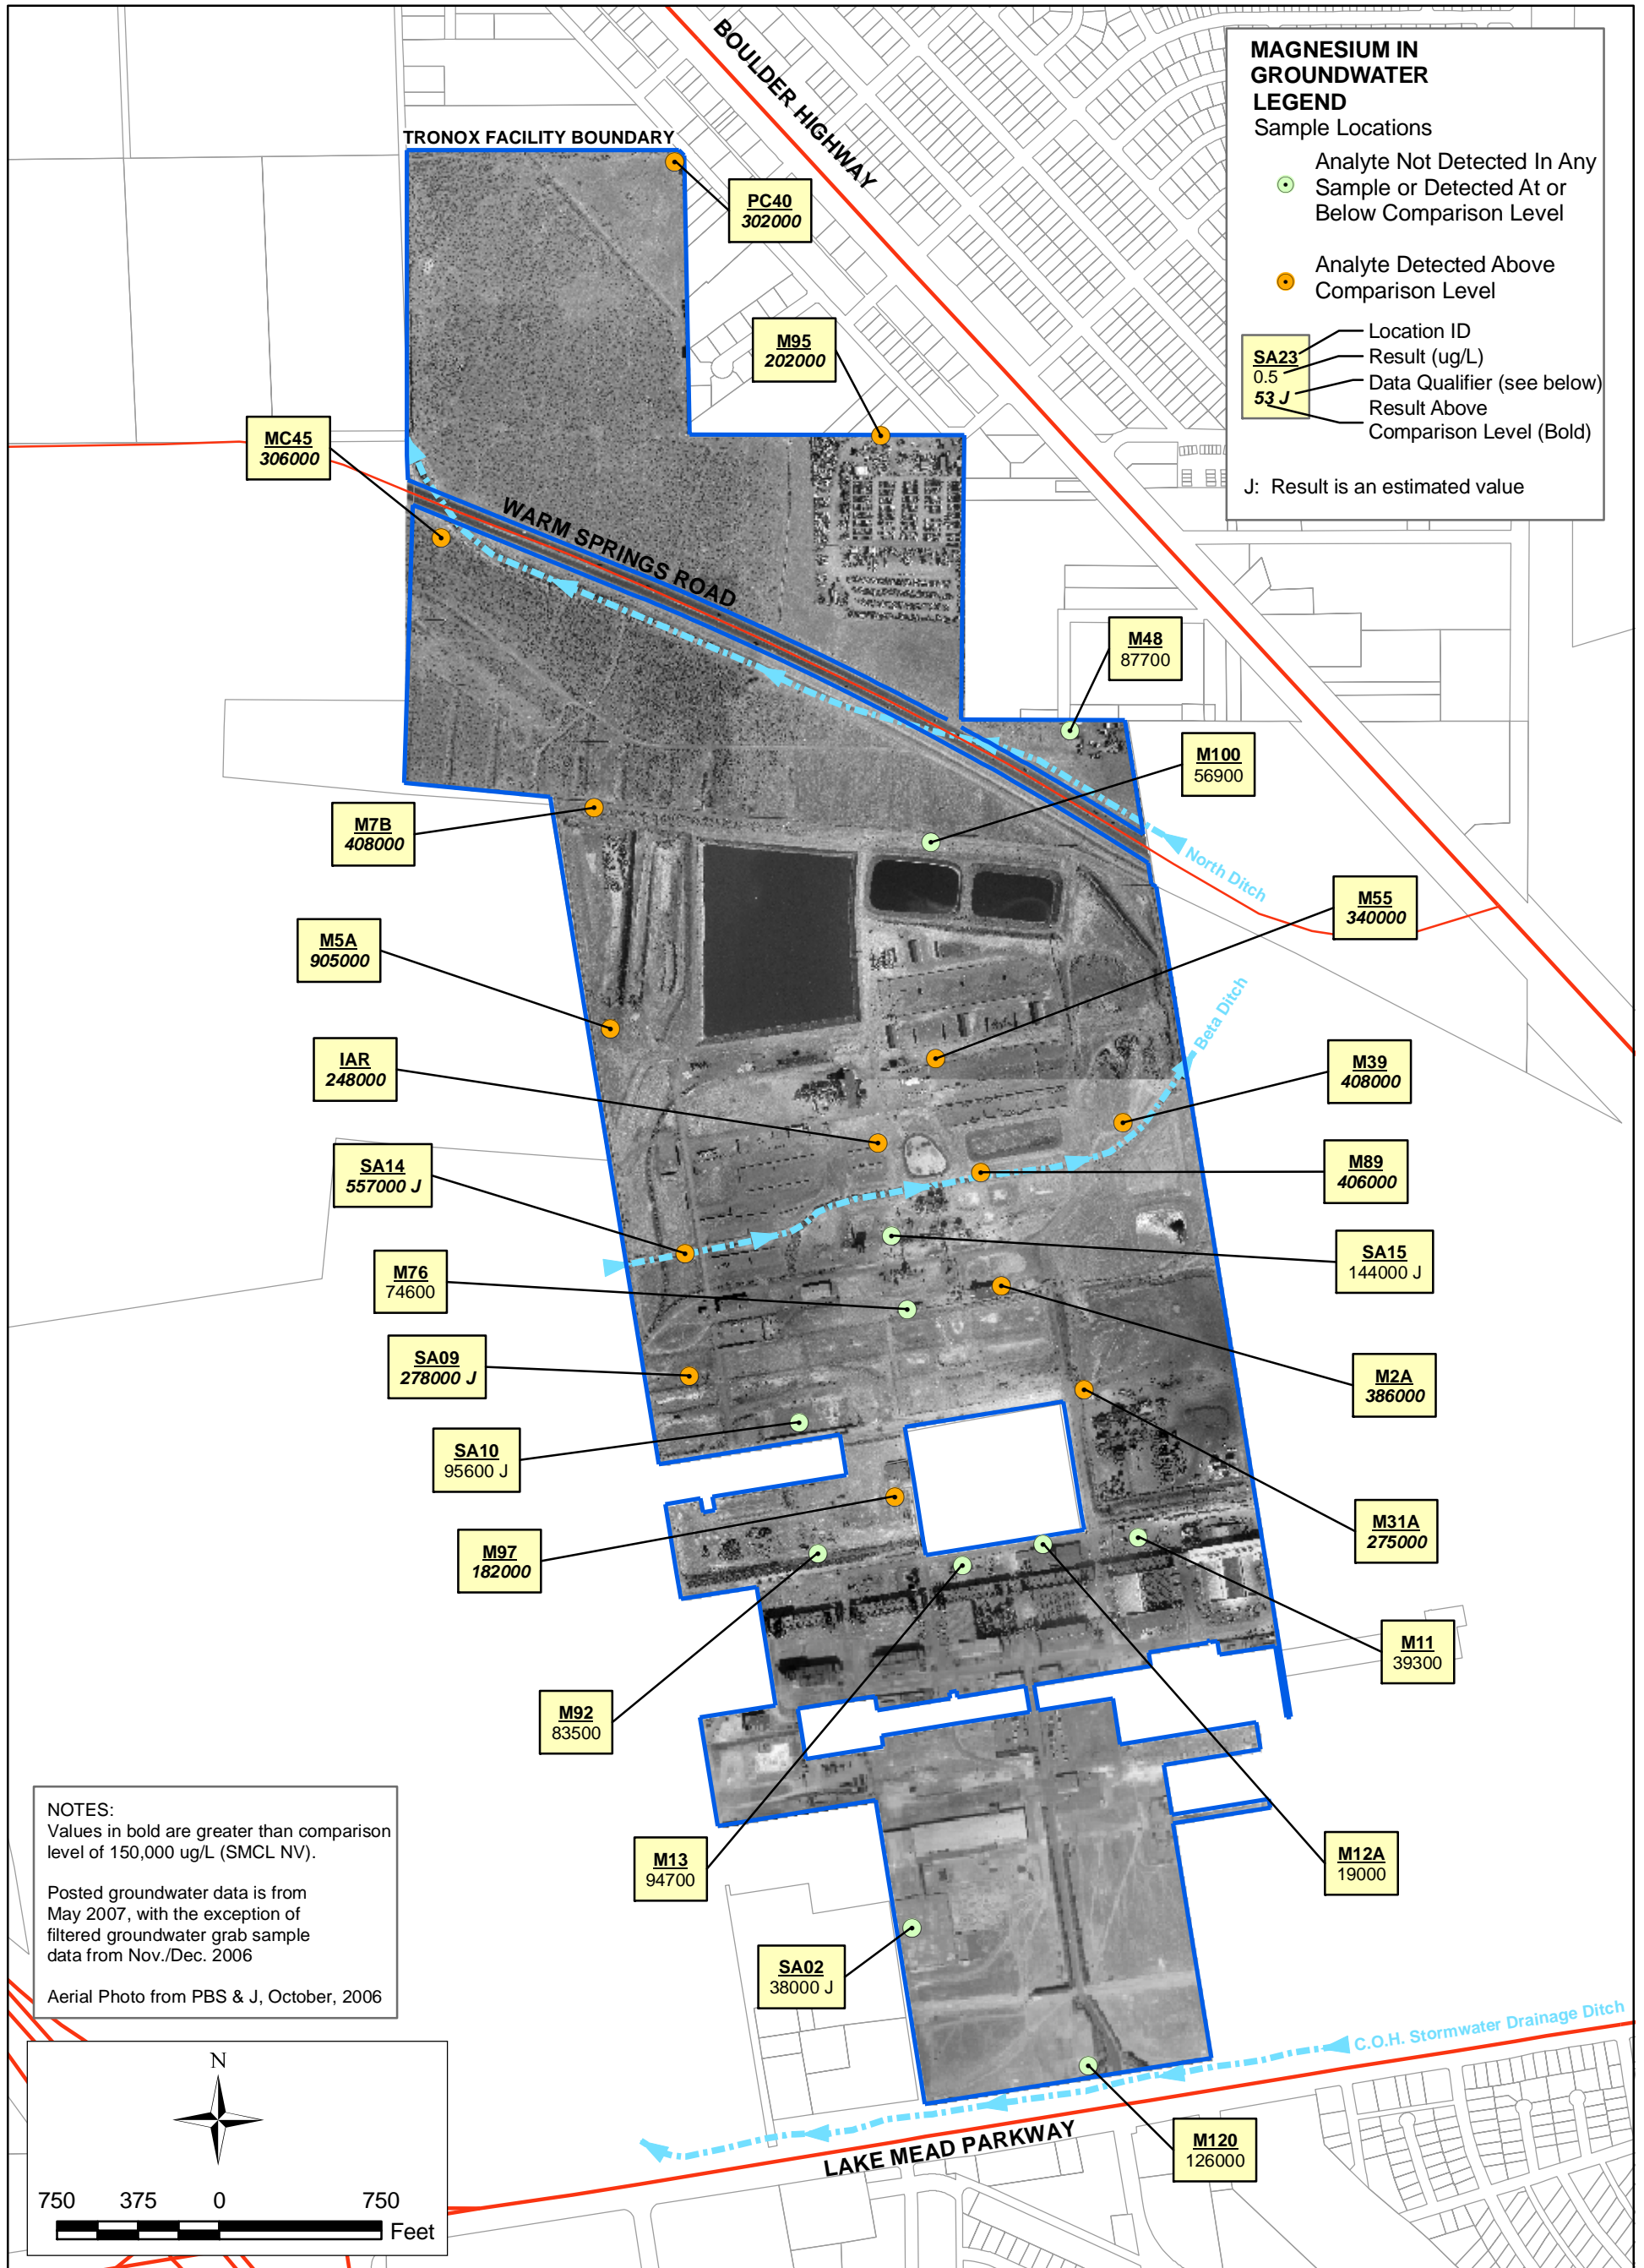 BOULDER HIGHWAY
MAGNESIUM IN
GROUNDWATER
LEGEND
Sample Locations
Analyte Not Detected In Any
Sample or Detected At or
Below Comparison Level
Analyte Detected Above
Comparison Level
SA23
0.5
53 J
Location ID
Result (ug/L)
Data Qualifier (see below)
Result Above
Comparison Level (Bold)
J: Result is an estimated value
TRONOX FACILITY BOUNDARY
PC40
302000
M95
202000
MC45
306000
WARM SPRINGS ROAD
M48
87700
M100
56900
M7B
408000
North Ditch
M55
340000
M5A
905000
Beta Ditch
IAR
248000
M39
408000
SA14
557000 J
M89
406000
SA15
144000 J
M76
74600
SA09
278000 J
M2A
386000
SA10
95600 J
M31A
275000
M97
182000
M11
39300
M92
83500
M13
94700
M12A
19000
SA02
38000 J
NOTES:
Values in bold are greater than comparison
level of 150,000 ug/L (SMCL NV).
Posted groundwater data is from
May 2007, with the exception of
filtered groundwater grab sample
data from Nov./Dec. 2006
Aerial Photo from PBS & J, October, 2006
C.O.H. Stormwater Drainage Ditch
LAKE MEAD PARKWAY
M120
126000
N
750 375 0 750
Feet